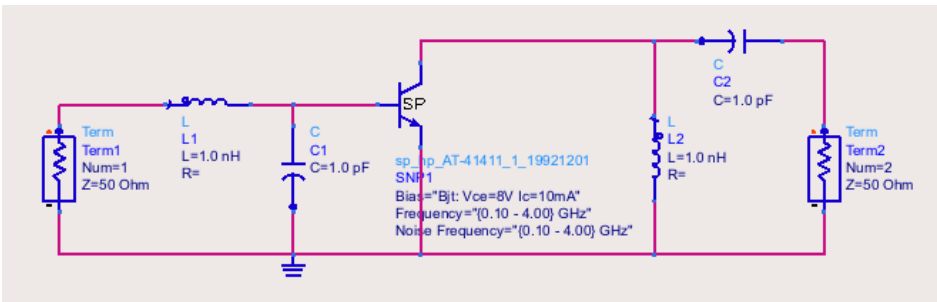 Term
Term1
Num=1
Z=50 Ohm
L
L1
L=1.0 nH
R=
C
C1
C=1.0 pF
SP
sp_hp_AT-41411_1_19921201
SNP1
Bias="Bjt: Vce=8V Ic=10mA"
Frequency="{0.10 - 4.00} GHz"
Noise Frequency="{0.10 - 4.00} GHz"
L
L2
L=1.0 nH
R=
C
C2
C=1.0 pF
Term
Term2
Num=2
Z=50 Ohm